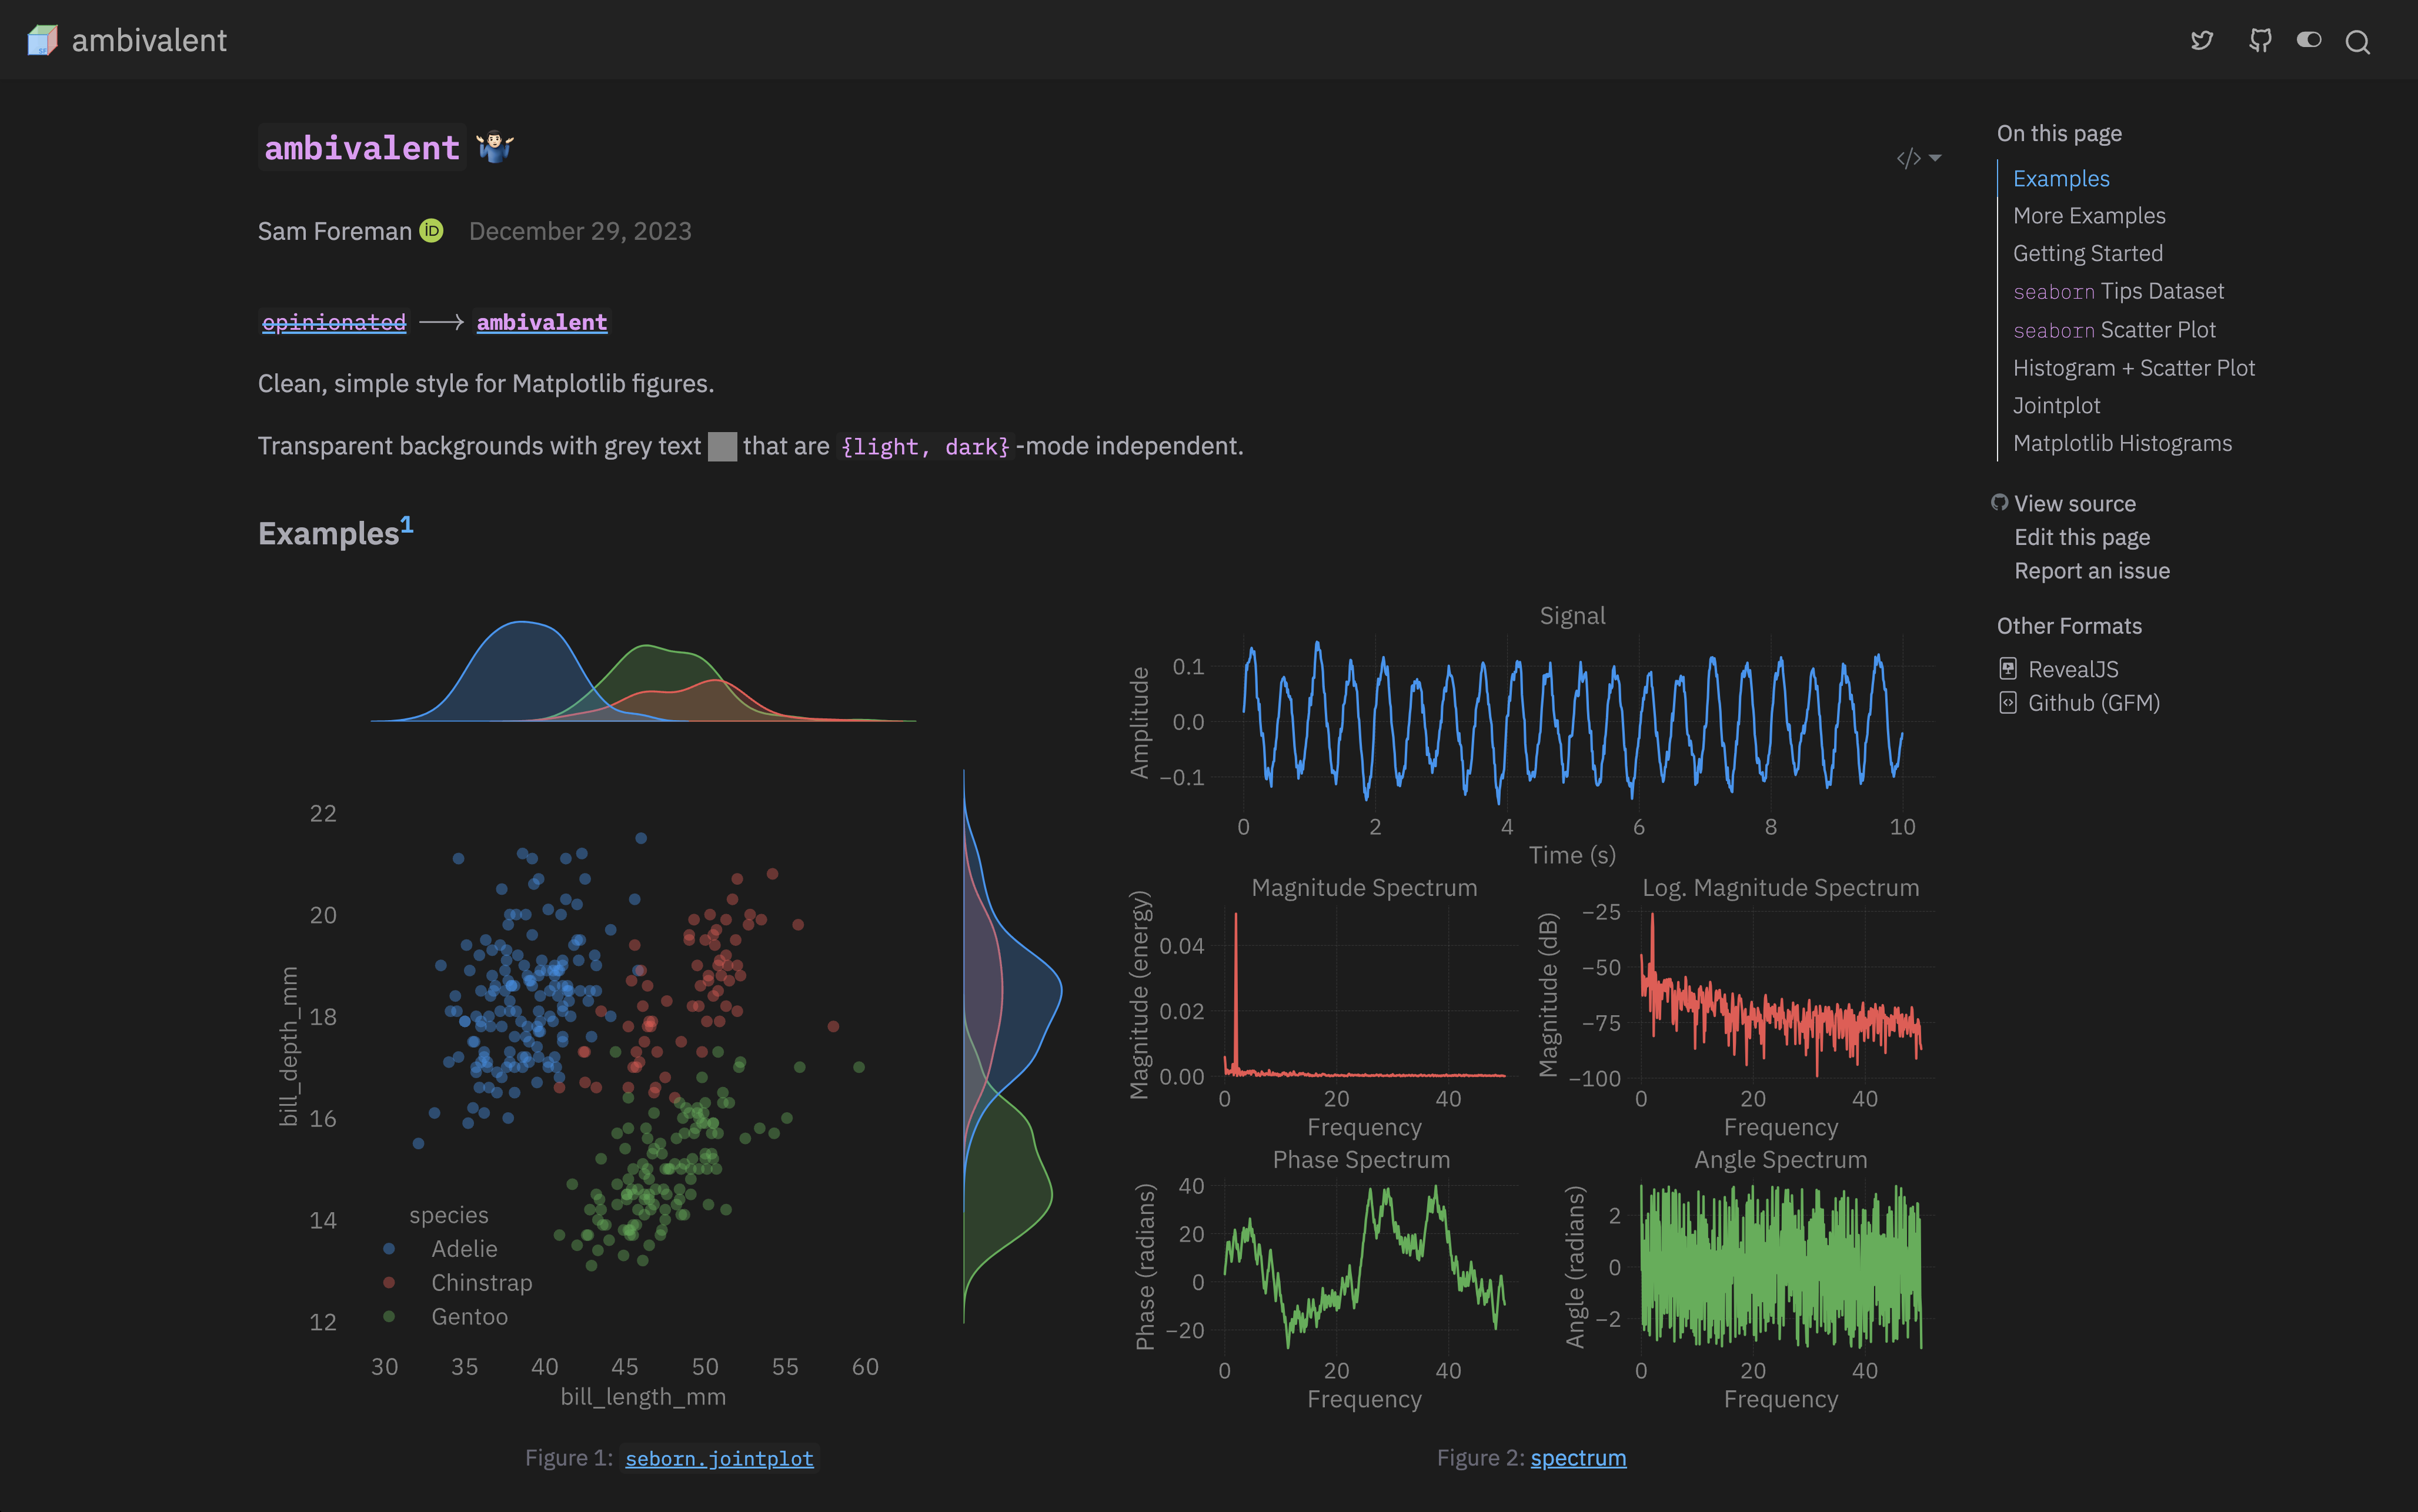 ambivalent
ambivalent
Sam Foreman iD December 29, 2023
opinionated ⟶ ambivalent
Clean, simple style for Matplotlib figures.
Transparent backgrounds with grey text that are {light, dark}-mode independent.
Examples1
22
20
18
16
14
12
bill_depth_mm
species
Adelie
Chinstrap
Gentoo
30 35 40 45 50 55 60
bill_length_mm
Figure 1: seborn.jointplot
Signal
Amplitude
0.1
0.0
−0.1
0 2 4 6 8 10
Time (s)
Magnitude Spectrum
Magnitude (energy)
0.04
0.02
0.00
0 20 40
Frequency
Log. Magnitude Spectrum
Magnitude (dB)
−25
−50
−75
−100
0 20 40
Frequency
Phase Spectrum
Phase (radians)
40
20
0
−20
0 20 40
Frequency
Angle Spectrum
Angle (radians)
2
0
−2
0 20 40
Frequency
Figure 2: spectrum
</>
On this page
Examples
More Examples
Getting Started
seaborn Tips Dataset
seaborn Scatter Plot
Histogram + Scatter Plot
Jointplot
Matplotlib Histograms
View source
Edit this page
Report an issue
Other Formats
RevealJS
Github (GFM)